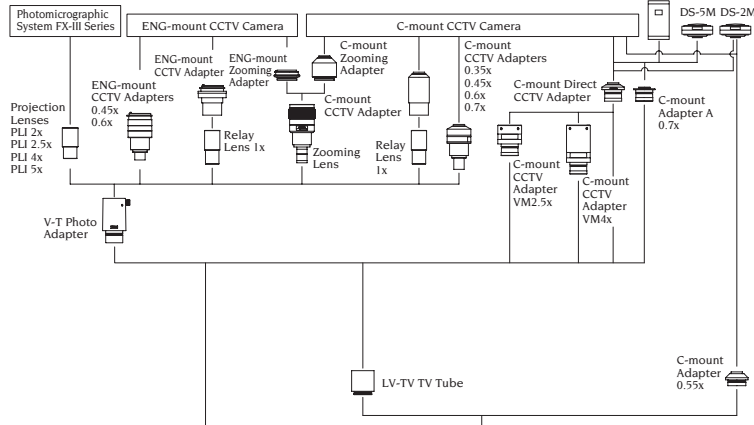 Photomicrographic
System FX-III Series
ENG-mount CCTV Camera
C-mount CCTV Camera
DS-5M DS-2M
ENG-mount
CCTV Adapter
ENG-mount
Zooming
Adapter
C-mount
Zooming
Adapter
C-mount
CCTV Adapters
0.35x
0.45x
0.6x
0.7x
ENG-mount
CCTV Adapters
0.45x
0.6x
C-mount Direct
CCTV Adapter
C-mount
CCTV Adapter
C-mount
Adapter A
0.7x
Projection
Lenses
PLI 2x
PLI 2.5x
PLI 4x
PLI 5x
Relay
Lens 1x
Zooming
Lens
Relay
Lens
1x
C-mount
CCTV
Adapter
VM2.5x
C-mount
CCTV
Adapter
VM4x
V-T Photo
Adapter
LV-TV TV Tube
C-mount
Adapter
0.55x